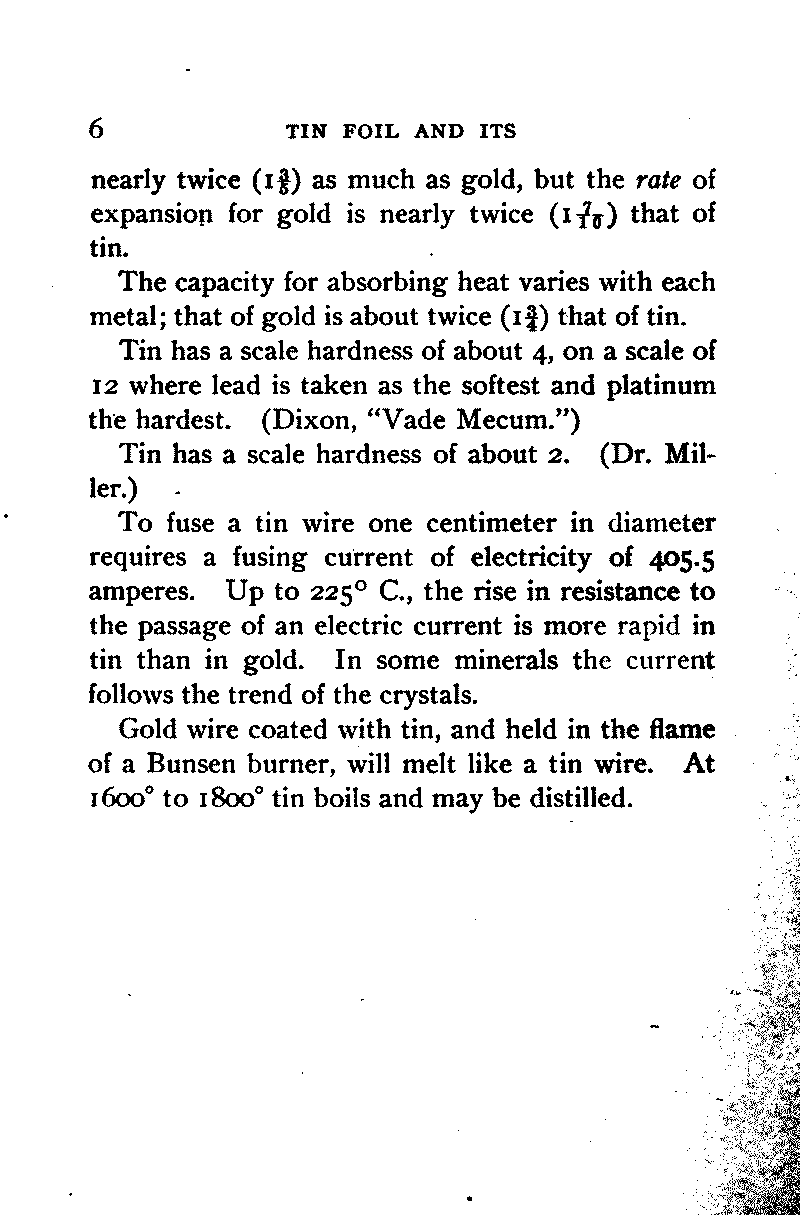 6 TIN FOIL AND ITS
nearly twice (1⅝) as much as gold, but the rate of
expansion for gold is nearly twice (1 7/10) that of
tin.
The capacity for absorbing heat varies with each
metal; that of gold is about twice (1¾) that of tin.
Tin has a scale hardness of about 4, on a scale of
12 where lead is taken as the softest and platinum
the hardest. (Dixon, “Vade Mecum.”)
Tin has a scale hardness of about 2. (Dr. Mil-
ler.)
To fuse a tin wire one centimeter in diameter
requires a fusing current of electricity of 405.5
amperes. Up to 225° C., the rise in resistance to
the passage of an electric current is more rapid in
tin than in gold. In some minerals the current
follows the trend of the crystals.
Gold wire coated with tin, and held in the flame
of a Bunsen burner, will melt like a tin wire. At
1600° to 1800° tin boils and may be distilled.